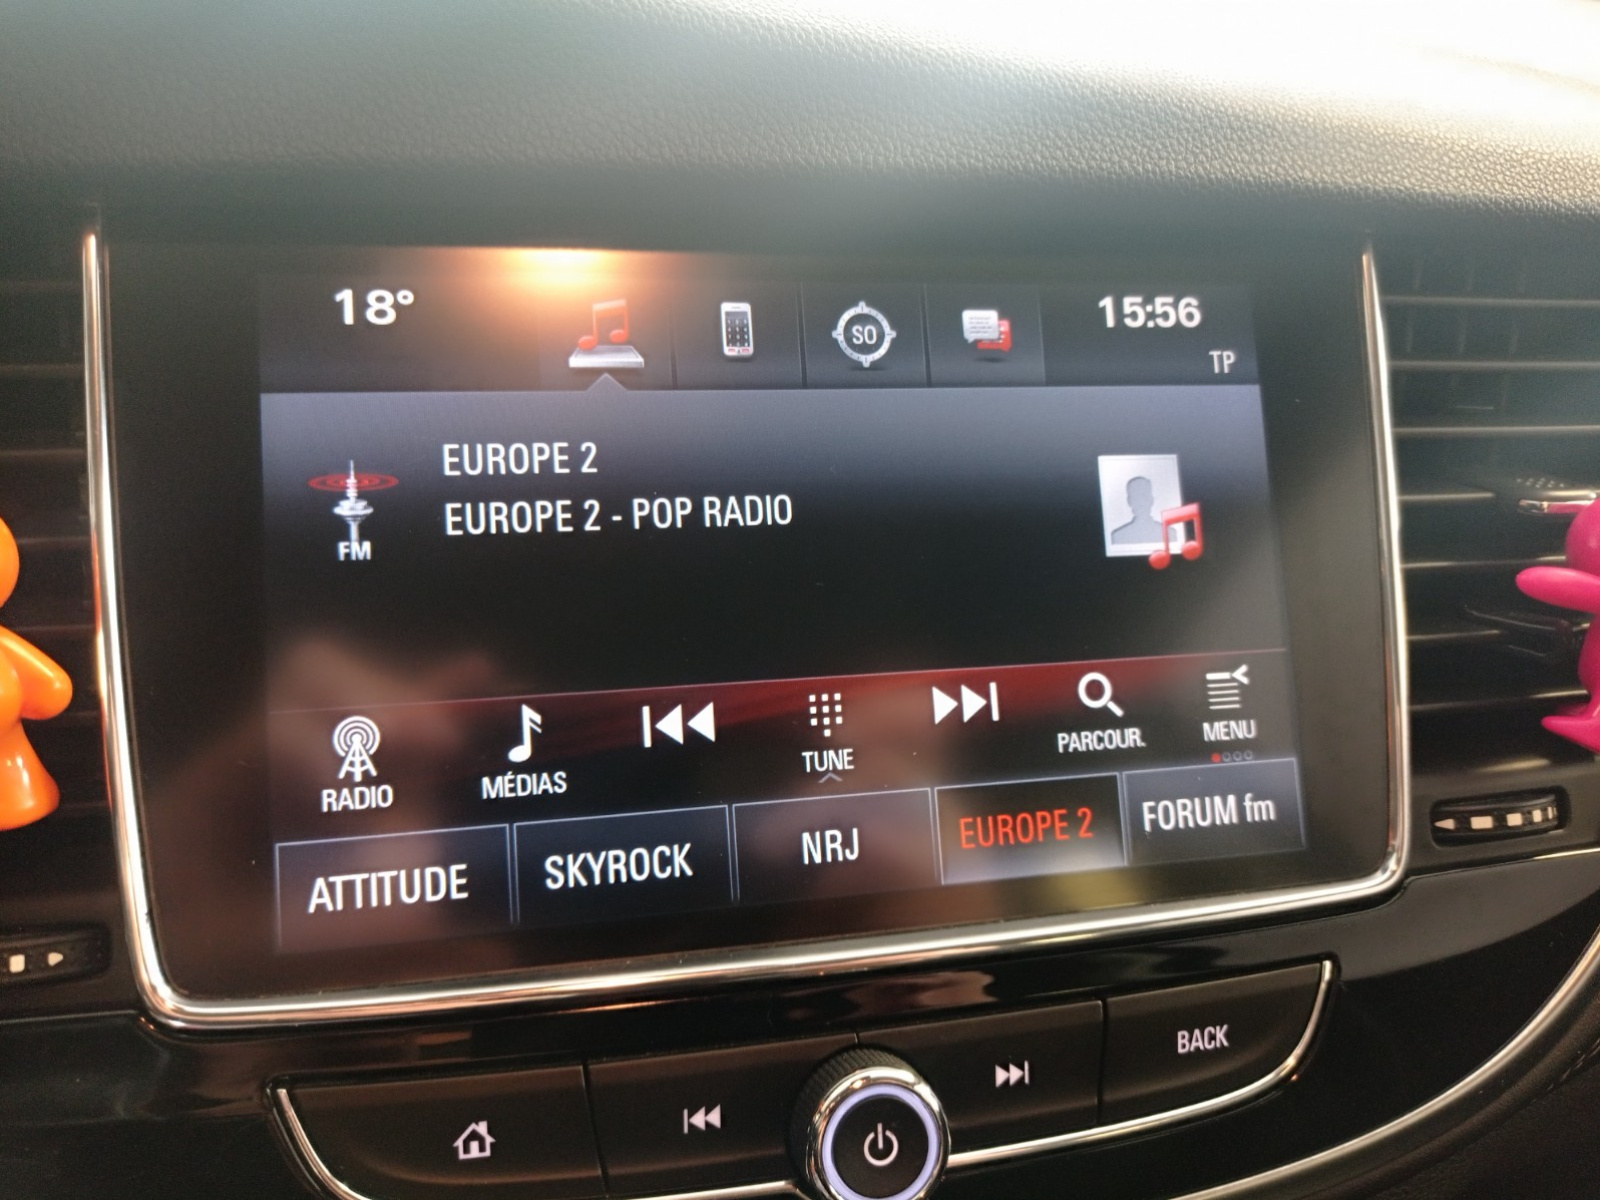 18°
SO
15:56
TP
EUROPE 2
EUROPE 2 - POP RADIO
FM
RADIO
MÉDIAS
TUNE
PARCOUR.
MENU
ATTITUDE
SKYROCK
NRJ
EUROPE 2
FORUM fm
BACK